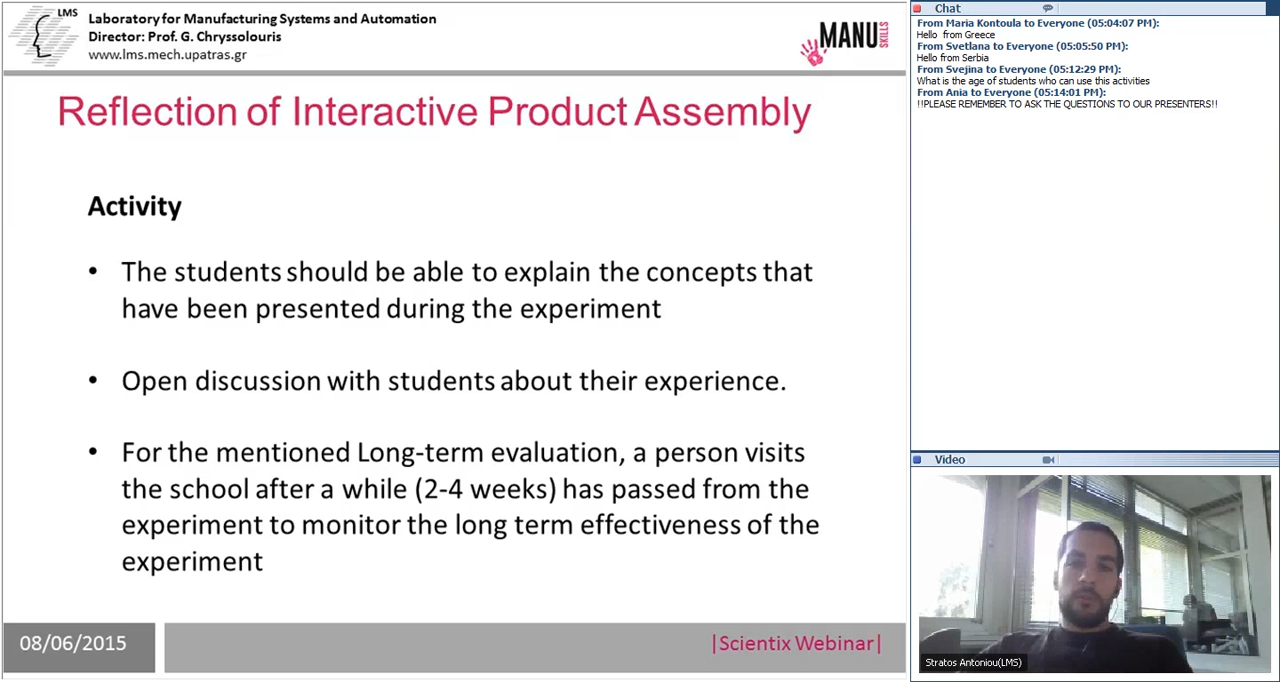 LMS
Laboratory for Manufacturing Systems and Automation
Director: Prof. G. Chryssolouris
www.lms.mech.upatras.gr
MANU
SKILLS
Reflection of Interactive Product Assembly
Activity
• The students should be able to explain the concepts that
have been presented during the experiment
• Open discussion with students about their experience.
• For the mentioned Long-term evaluation, a person visits
the school after a while (2-4 weeks) has passed from the
experiment to monitor the long term effectiveness of the
experiment
08/06/2015
|Scientix Webinar|
Chat
From Maria Kontoula to Everyone (05:04:07 PM):
Hello from Greece
From Svetlana to Everyone (05:05:50 PM):
Hello from Serbia
From Svejina to Everyone (05:12:29 PM):
What is the age of students who can use this activities
From Ania to Everyone (05:14:01 PM):
!!PLEASE REMEMBER TO ASK THE QUESTIONS TO OUR PRESENTERS!!
Video
Stratos Antoniou(LMS)